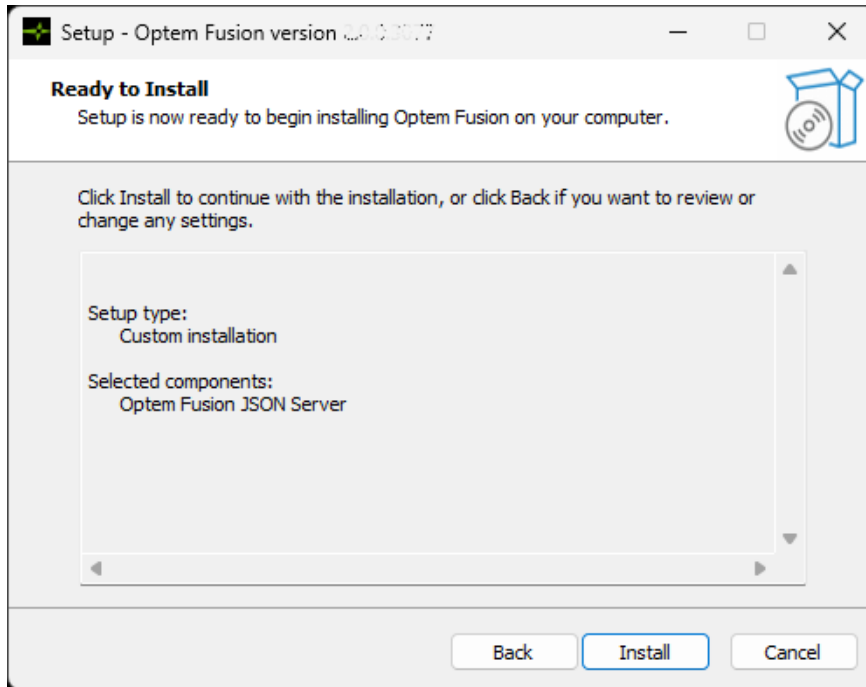 Setup - Optem Fusion version
Ready to Install
Setup is now ready to begin installing Optem Fusion on your computer.
Click Install to continue with the installation, or click Back if you want to review or
change any settings.
Setup type:
Custom installation
Selected components:
Optem Fusion JSON Server
Back
Install
Cancel